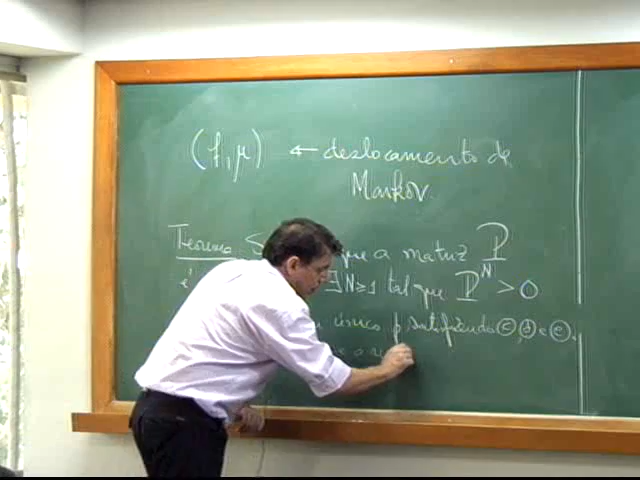 (f, μ) ← deslocamento de
Markov.
Teorema S que a matriz P
é ∃ N ≥ 1 tal que P^N > 0
único p satisfazendo (c), (d) e (e).